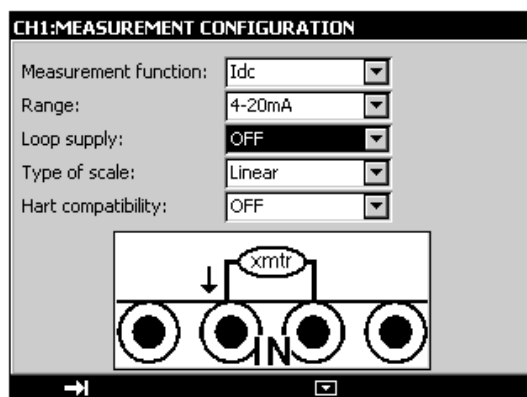 CH1:MEASUREMENT CONFIGURATION
Measurement function: Idc
Range: 4-20mA
Loop supply: OFF
Type of scale: Linear
Hart compatibility: OFF
xmtr
IN